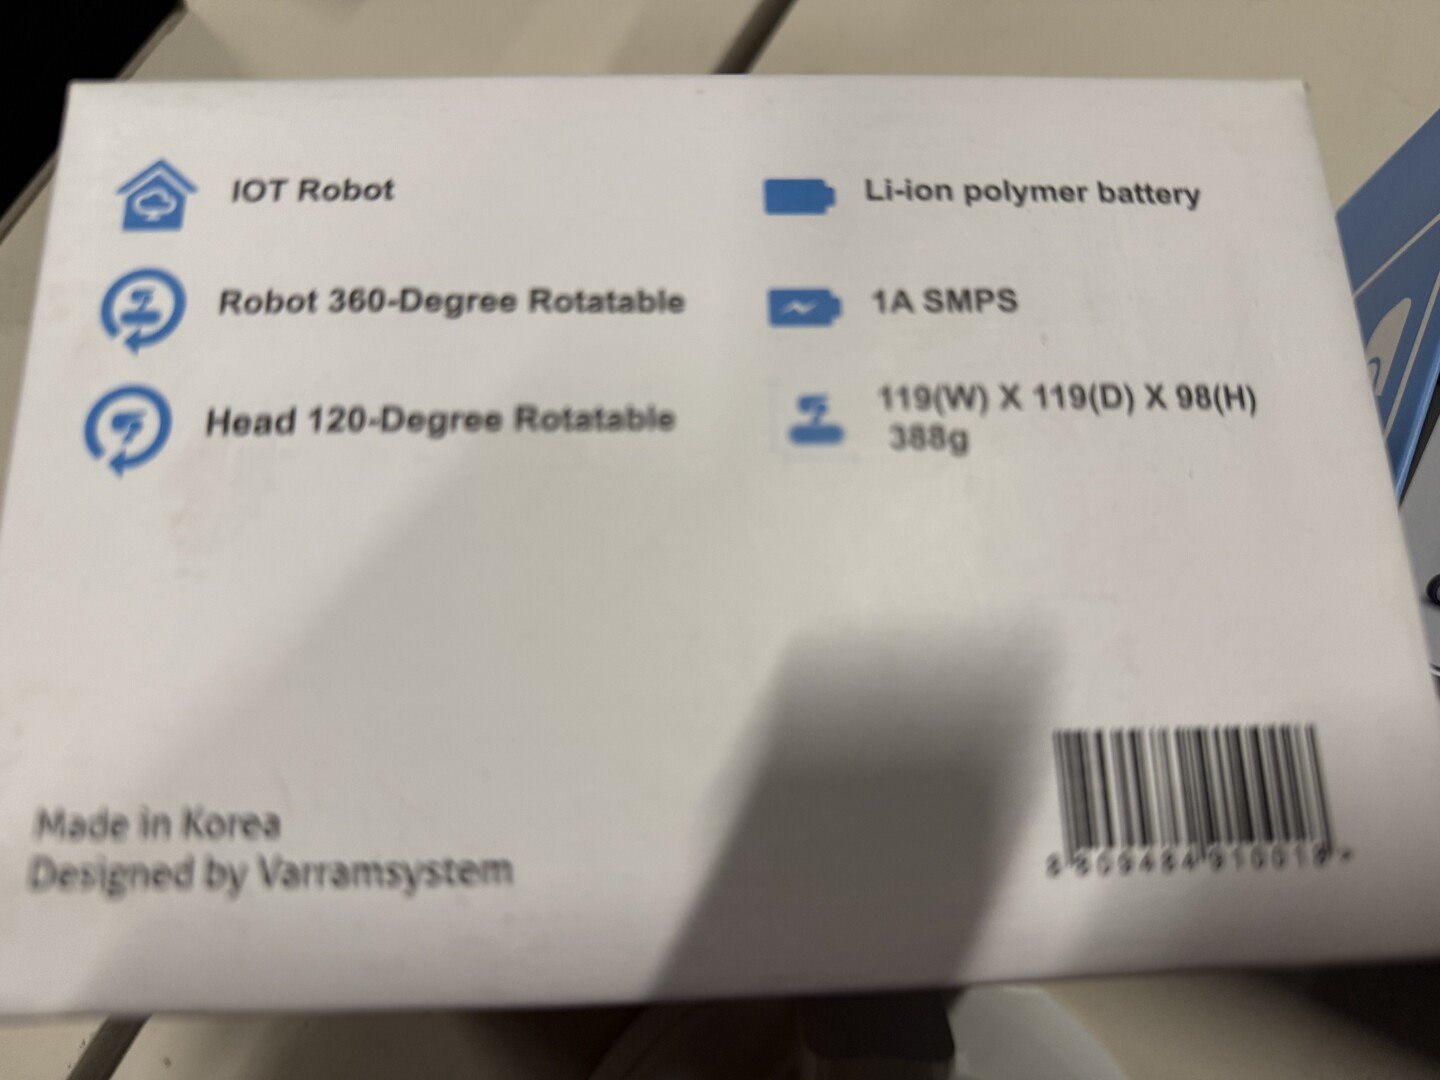 IOT Robot
Robot 360-Degree Rotatable
Head 120-Degree Rotatable
Li-ion polymer battery
1A SMPS
119(W) X 119(D) X 98(H)
388g
Made in Korea
Designed by Varramsystem